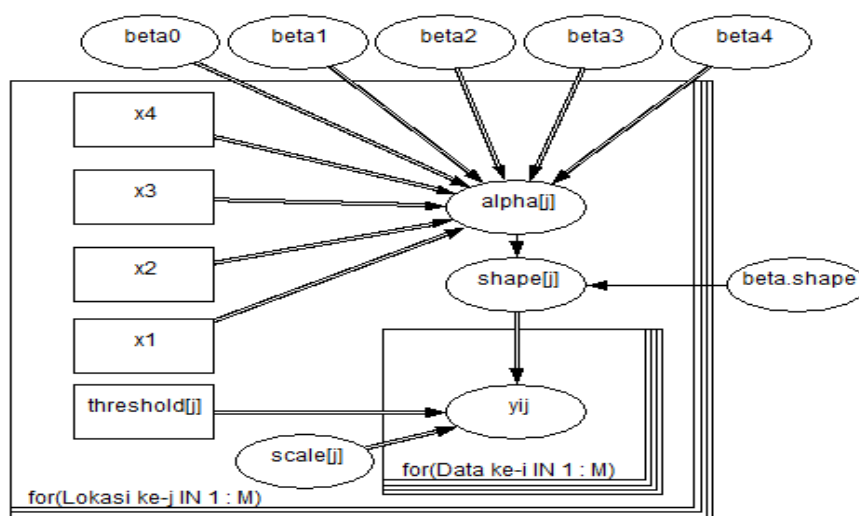 beta0
beta1
beta2
beta3
beta4
x4
x3
alpha[j]
x2
shape[j]
beta.shape
x1
threshold[j]
yij
scale[j]
for(Data ke-i IN 1 : M)
for(Lokasi ke-j IN 1 : M)